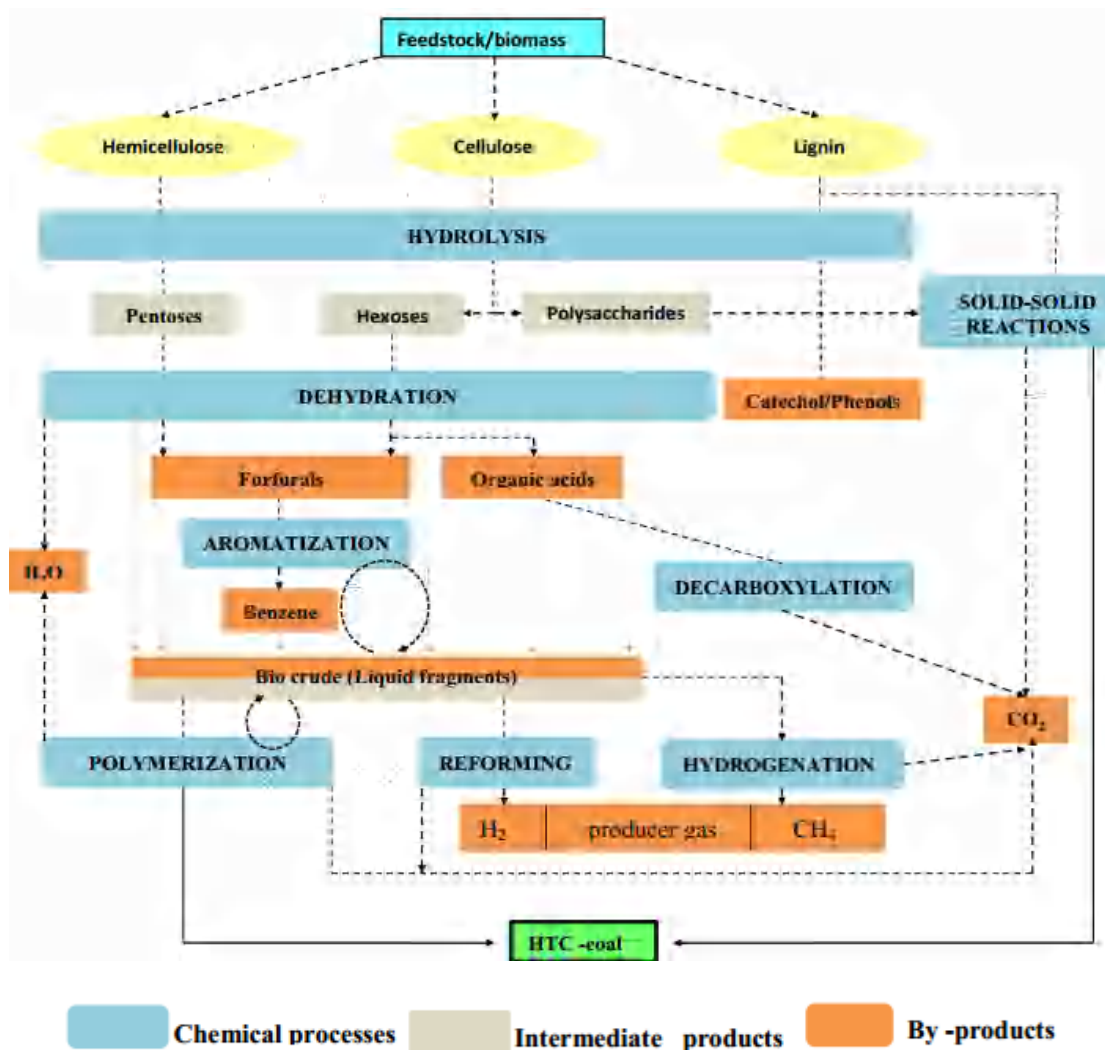 Feedstock/biomass
Hemicellulose
Cellulose
Lignin
HYDROLYSIS
Pentoses
Hexoses
Polysaccharides
SOLID-SOLID
REACTIONS
DEHYDRATION
Catechol/Phenols
Forfurals
Organic acids
AROMATIZATION
H₂O
DECARBOXYLATION
Benzene
Bio crude (Liquid fragments)
CO₂
POLYMERIZATION
REFORMING
HYDROGENATION
H₂
producer gas
CH₄
HTC -coal
Chemical processes
Intermediate products
By -products